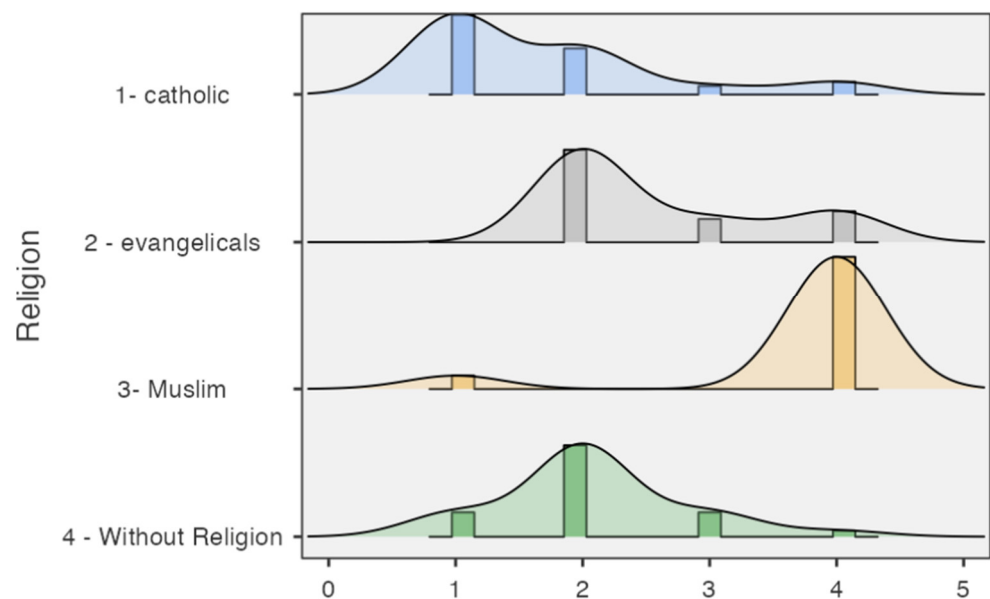 Religion
1- catholic
2 - evangelicals
3- Muslim
4 - Without Religion
0 1 2 3 4 5